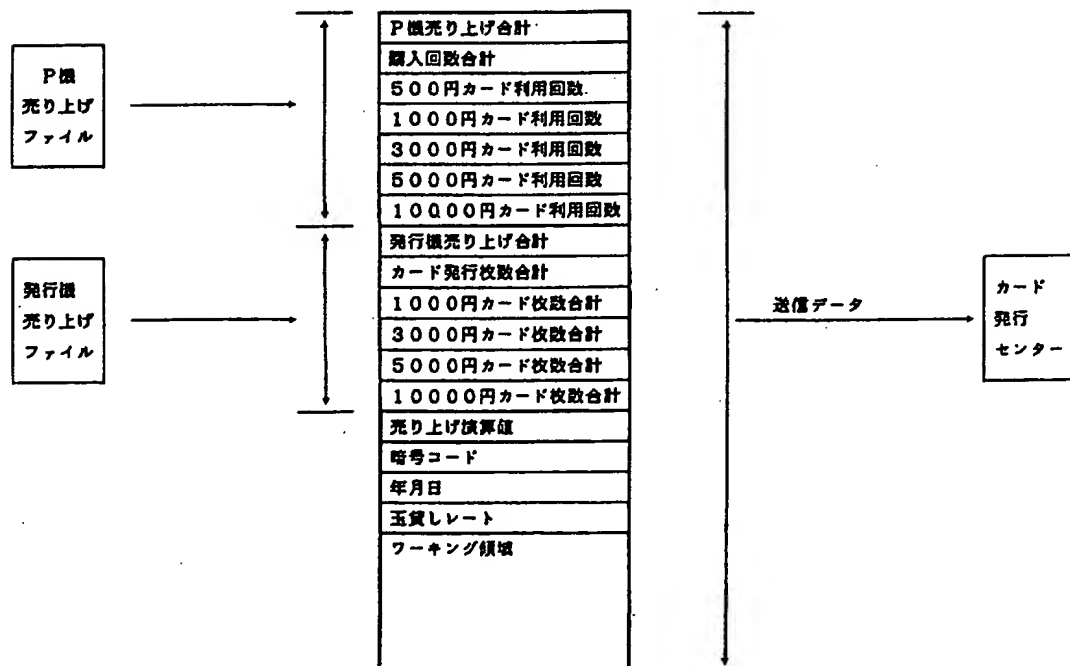 P機
売り上げ
ファイル
発行機
売り上げ
ファイル
P機売り上げ合計
購入回数合計
500円カード利用回数
1000円カード利用回数
3000円カード利用回数
5000円カード利用回数
10000円カード利用回数
発行機売り上げ合計
カード発行枚数合計
1000円カード枚数合計
3000円カード枚数合計
5000円カード枚数合計
10000円カード枚数合計
売り上げ演算値
暗号コード
年月日
玉貸しレート
ワーキング領域
送信データ
カード
発行
センター